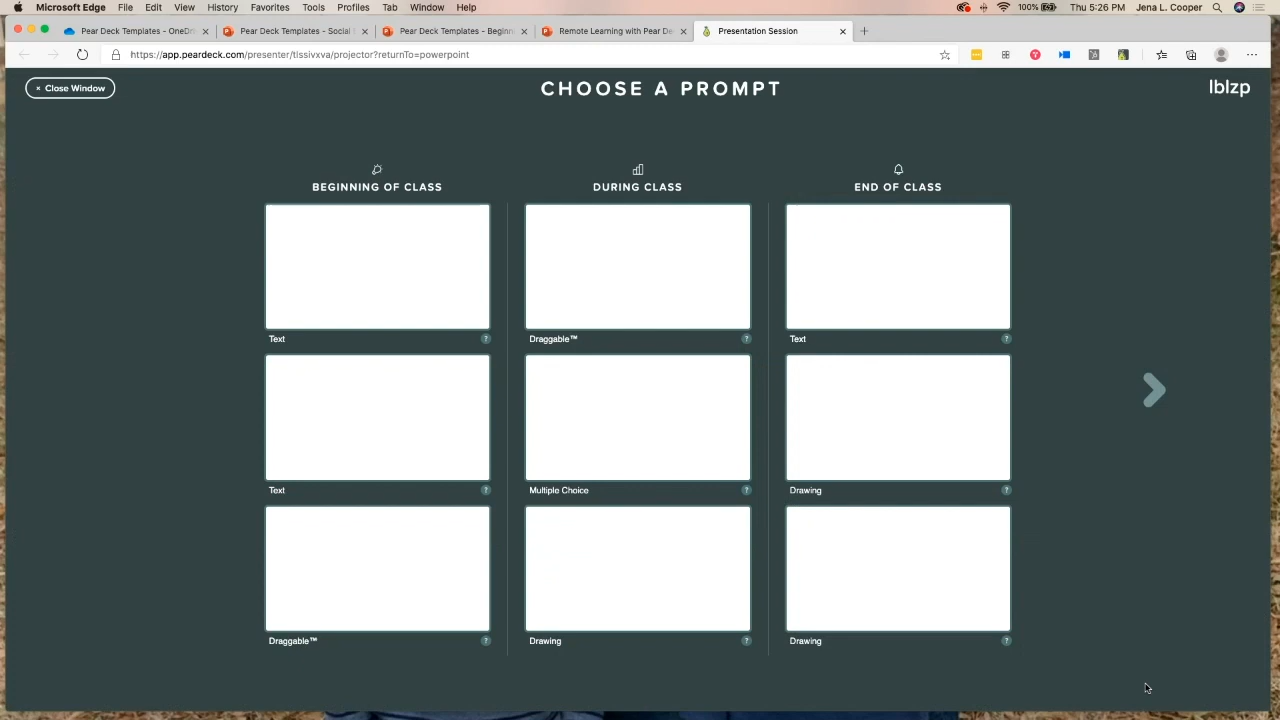 Microsoft Edge File Edit View History Favorites Tools Profiles Tab Window Help 100% Thu 5:26 PM Jena L. Cooper
Pear Deck Templates - OneDr Pear Deck Templates - Social Pear Deck Templates - Beginn Remote Learning with Pear De Presentation Session
https://app.peardeck.com/presenter/tlssivxva/projector?returnTo=powerpoint
× Close Window
CHOOSE A PROMPT
lblzp
BEGINNING OF CLASS
DURING CLASS
END OF CLASS
Text ?
Draggable™ ?
Text ?
Text ?
Multiple Choice ?
Drawing ?
Draggable™ ?
Drawing ?
Drawing ?